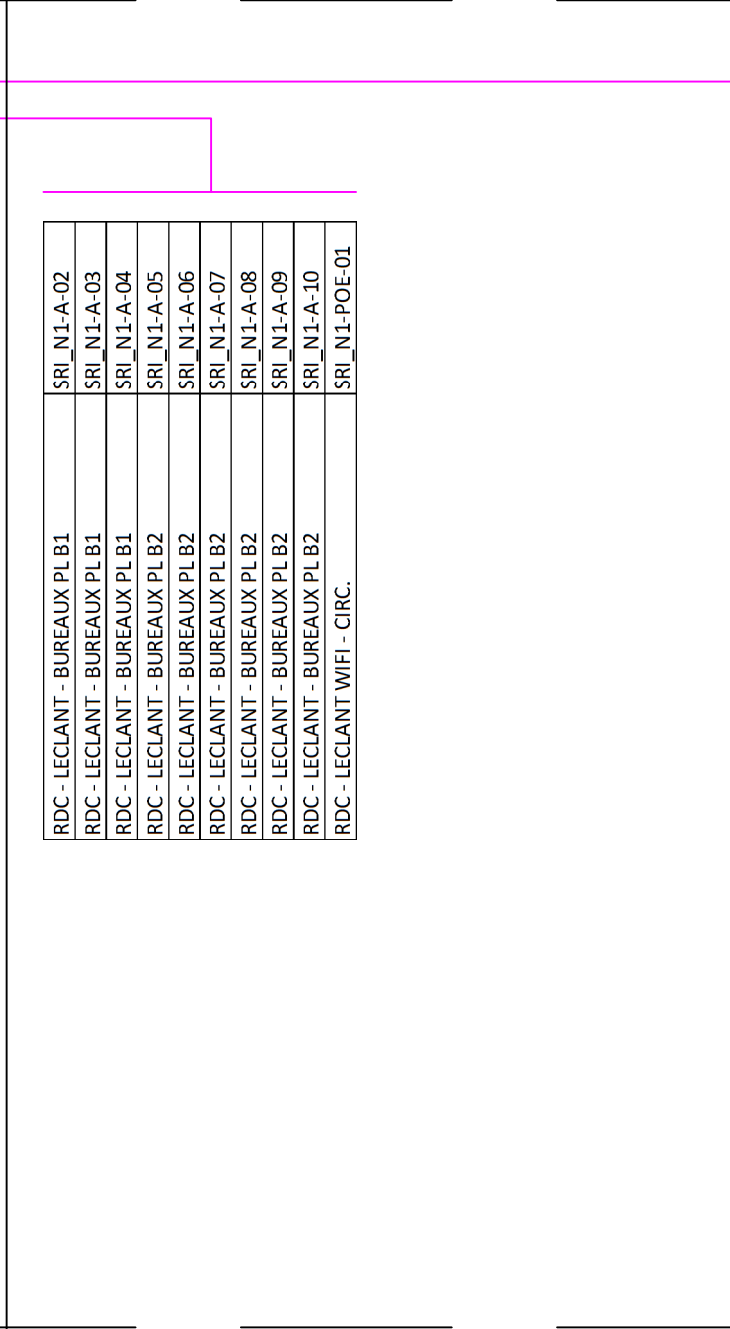 RDC - LECLANT - BUREAUX PL B1 SRI_N1-A-02
RDC - LECLANT - BUREAUX PL B1 SRI_N1-A-03
RDC - LECLANT - BUREAUX PL B1 SRI_N1-A-04
RDC - LECLANT - BUREAUX PL B2 SRI_N1-A-05
RDC - LECLANT - BUREAUX PL B2 SRI_N1-A-06
RDC - LECLANT - BUREAUX PL B2 SRI_N1-A-07
RDC - LECLANT - BUREAUX PL B2 SRI_N1-A-08
RDC - LECLANT - BUREAUX PL B2 SRI_N1-A-09
RDC - LECLANT - BUREAUX PL B2 SRI_N1-A-10
RDC - LECLANT WIFI - CIRC. SRI_N1-POE-01